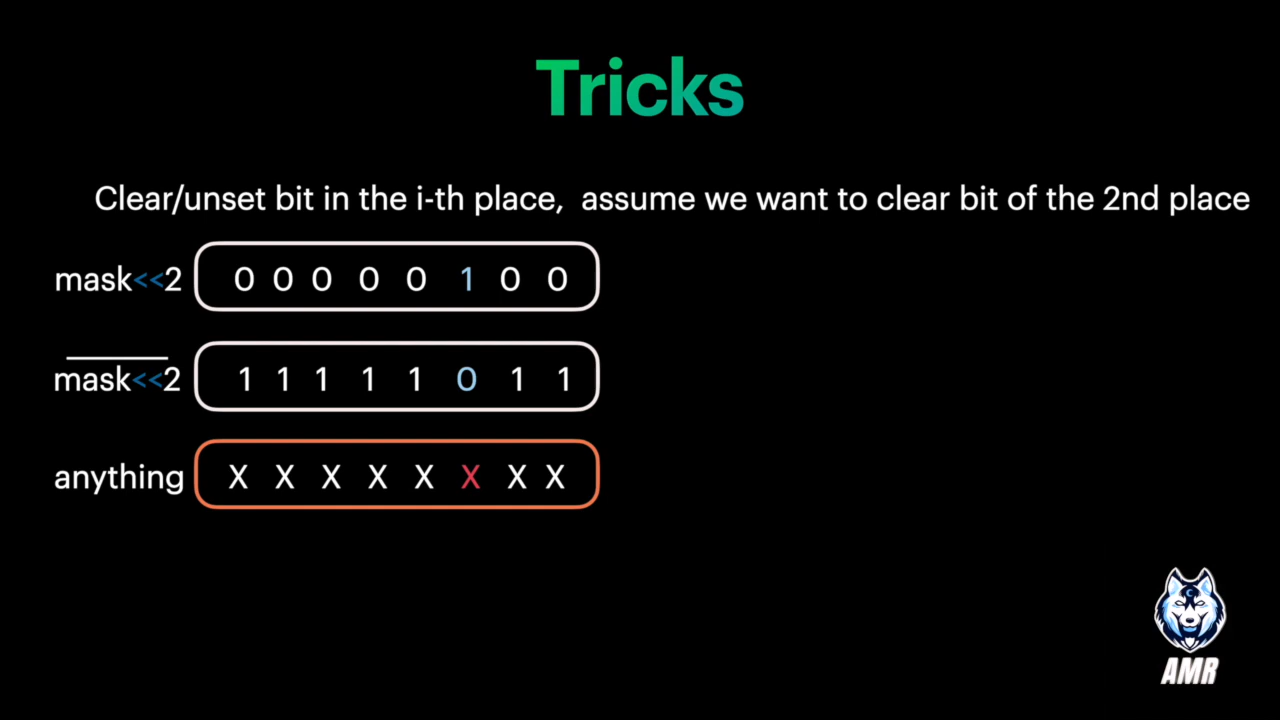 Tricks
Clear/unset bit in the i-th place, assume we want to clear bit of the 2nd place
mask<<2 0 0 0 0 0 1 0 0
mask<<2 1 1 1 1 1 0 1 1
anything X X X X X X X X
AMR